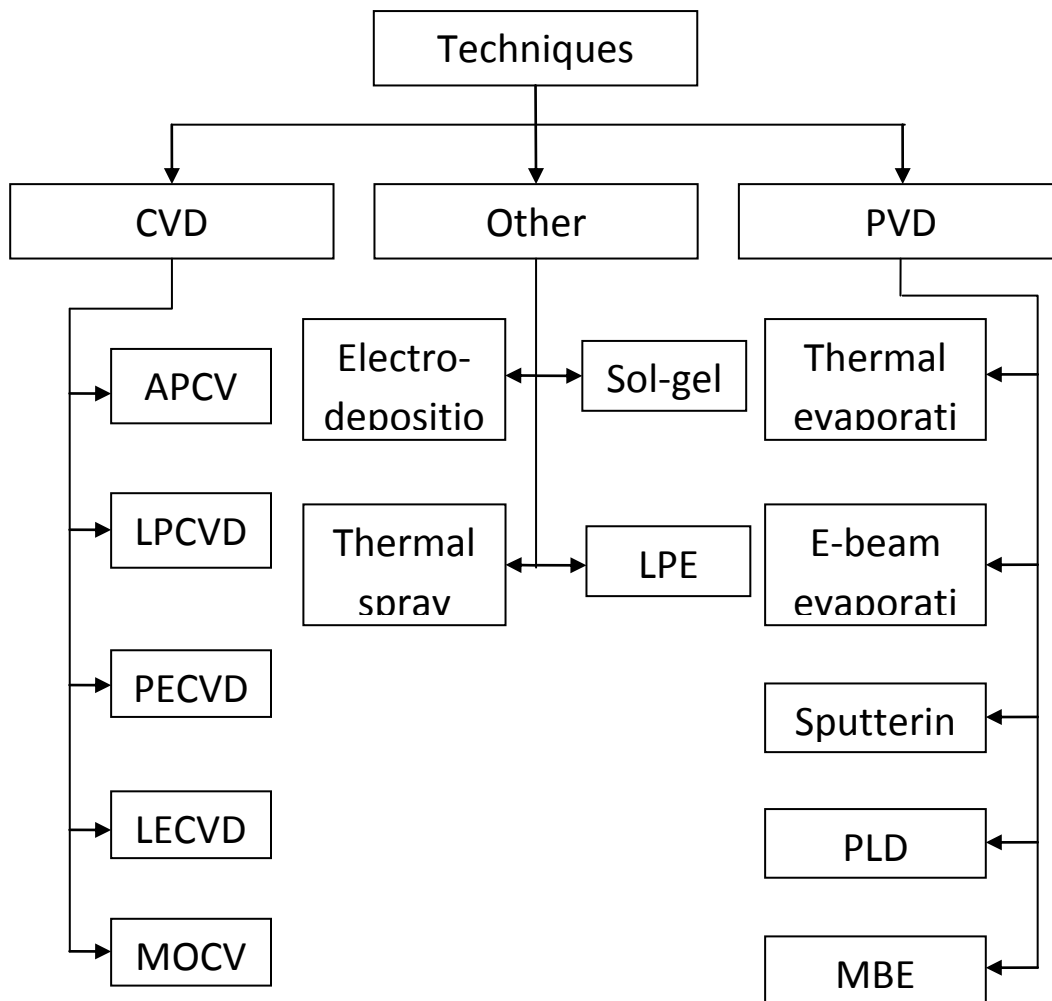 Techniques
CVD
Other
PVD
APCV
LPCVD
PECVD
LECVD
MOCV
Electro-
depositio
Sol-gel
Thermal
spray
LPE
Thermal
evaporati
E-beam
evaporati
Sputterin
PLD
MBE